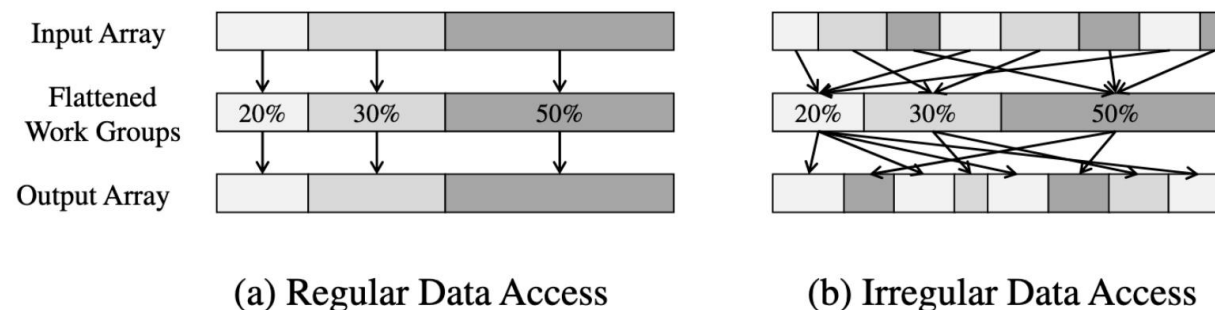 Input Array
Flattened
Work Groups
20%
30%
50%
20%
30%
50%
Output Array
(a) Regular Data Access
(b) Irregular Data Access